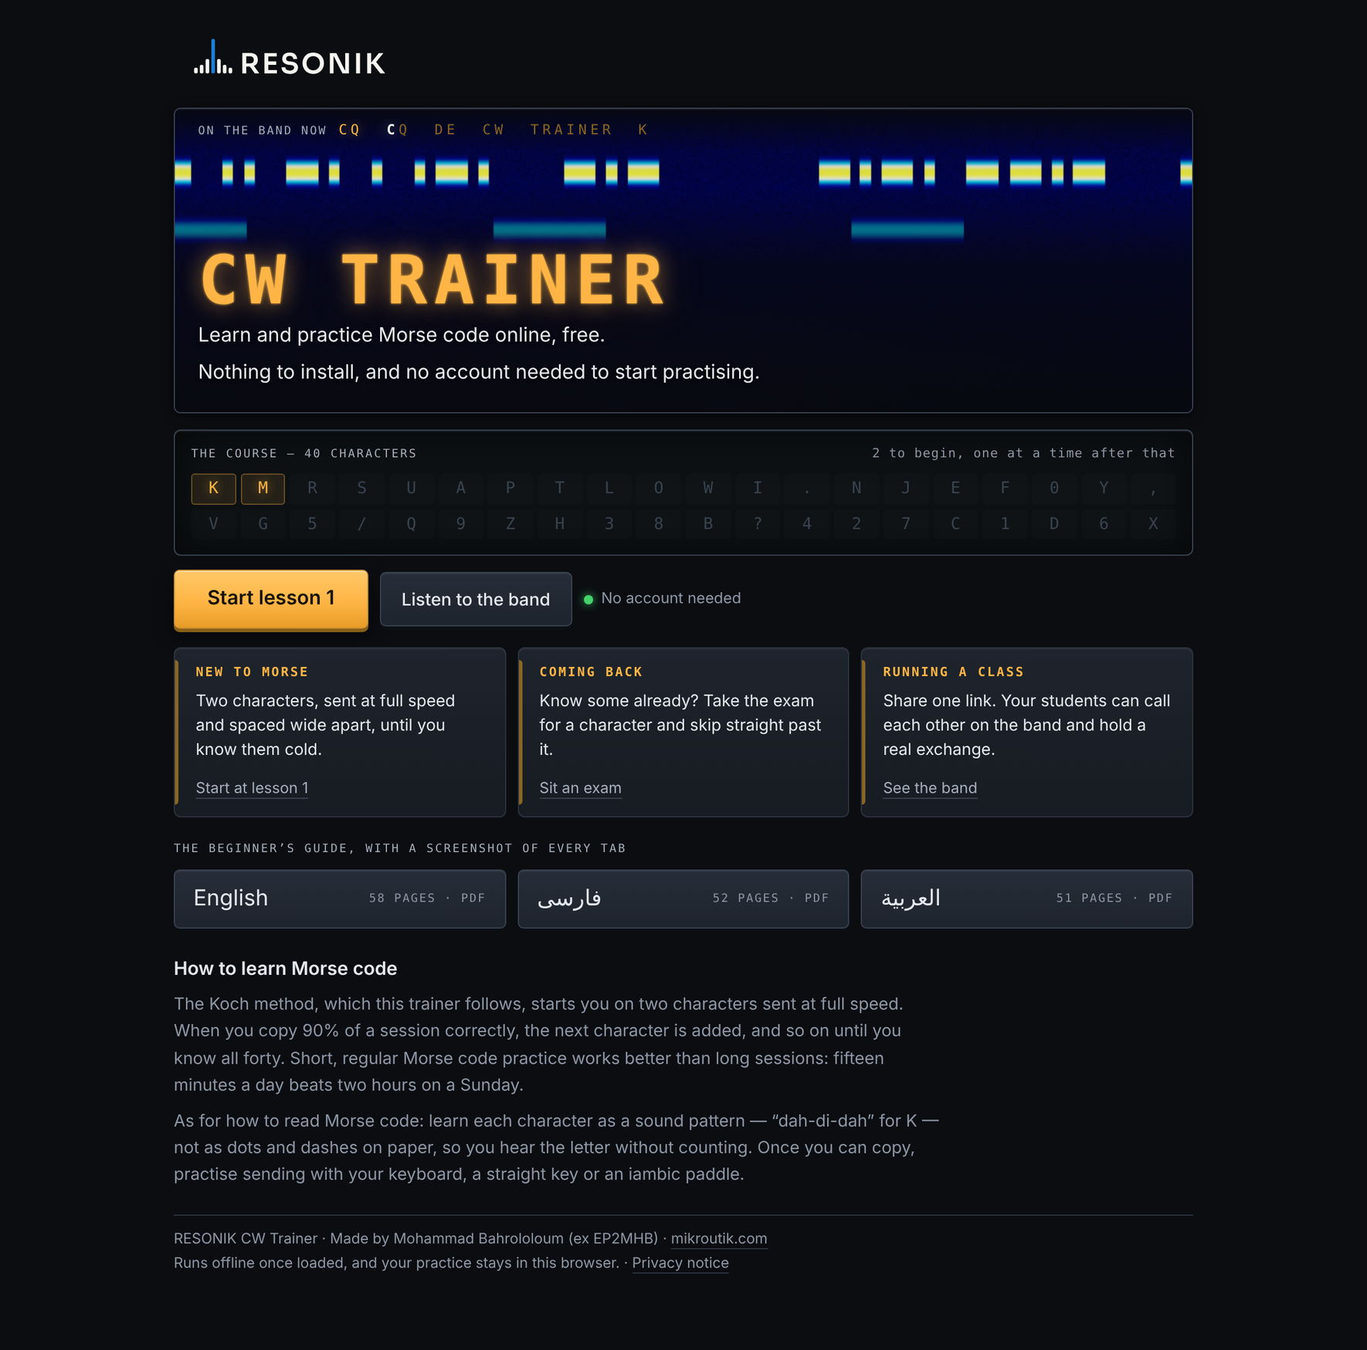 RESONIK
ON THE BAND NOW CQ CQ DE CW TRAINER K
CW TRAINER
Learn and practice Morse code online, free.
Nothing to install, and no account needed to start practising.
THE COURSE — 40 CHARACTERS
2 to begin, one at a time after that
K M R S U A P T L O W I . N J E F 0 Y ,
V G 5 / Q 9 Z H 3 8 B ? 4 2 7 C 1 D 6 X
Start lesson 1
Listen to the band
No account needed
NEW TO MORSE
Two characters, sent at full speed
and spaced wide apart, until you
know them cold.
Start at lesson 1
COMING BACK
Know some already? Take the exam
for a character and skip straight past
it.
Sit an exam
RUNNING A CLASS
Share one link. Your students can call
each other on the band and hold a
real exchange.
See the band
THE BEGINNER’S GUIDE, WITH A SCREENSHOT OF EVERY TAB
English 58 PAGES · PDF
فارسی 52 PAGES · PDF
العربية 51 PAGES · PDF
How to learn Morse code
The Koch method, which this trainer follows, starts you on two characters sent at full speed.
When you copy 90% of a session correctly, the next character is added, and so on until you
know all forty. Short, regular Morse code practice works better than long sessions: fifteen
minutes a day beats two hours on a Sunday.
As for how to read Morse code: learn each character as a sound pattern — “dah-di-dah” for K —
not as dots and dashes on paper, so you hear the letter without counting. Once you can copy,
practise sending with your keyboard, a straight key or an iambic paddle.
RESONIK CW Trainer · Made by Mohammad Bahrololoum (ex EP2MHB) · mikroutik.com
Runs offline once loaded, and your practice stays in this browser. · Privacy notice